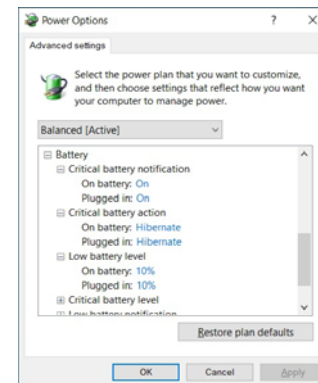 Power Options
Advanced settings
Select the power plan that you want to customize,
and then choose settings that reflect how you want
your computer to manage power.
Balanced [Active]
Battery
Critical battery notification
On battery: On
Plugged in: On
Critical battery action
On battery: Hibernate
Plugged in: Hibernate
Low battery level
On battery: 10%
Plugged in: 10%
Critical battery level
Low battery notification
Restore plan defaults
OK Cancel Apply